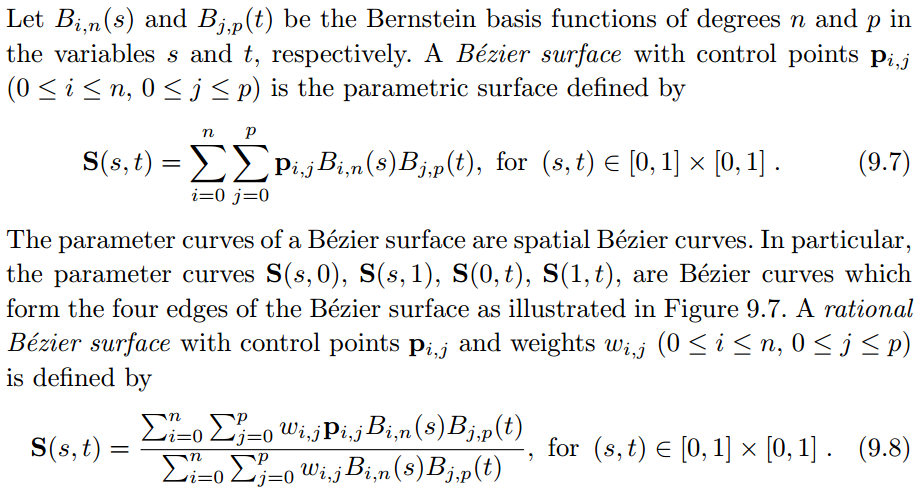 Let B_{i,n}(s) and B_{j,p}(t) be the Bernstein basis functions of degrees n and p in
the variables s and t, respectively. A Bézier surface with control points p_{i,j}
(0 ≤ i ≤ n, 0 ≤ j ≤ p) is the parametric surface defined by
S(s, t) = ∑_{i=0}^{n} ∑_{j=0}^{p} p_{i,j} B_{i,n}(s) B_{j,p}(t), for (s, t) ∈ [0, 1] × [0, 1] . (9.7)
The parameter curves of a Bézier surface are spatial Bézier curves. In particular,
the parameter curves S(s, 0), S(s, 1), S(0, t), S(1, t), are Bézier curves which
form the four edges of the Bézier surface as illustrated in Figure 9.7. A rational
Bézier surface with control points p_{i,j} and weights w_{i,j} (0 ≤ i ≤ n, 0 ≤ j ≤ p)
is defined by
S(s, t) = \frac{∑_{i=0}^{n} ∑_{j=0}^{p} w_{i,j} p_{i,j} B_{i,n}(s) B_{j,p}(t)}{∑_{i=0}^{n} ∑_{j=0}^{p} w_{i,j} B_{i,n}(s) B_{j,p}(t)}, for (s, t) ∈ [0, 1] × [0, 1] . (9.8)